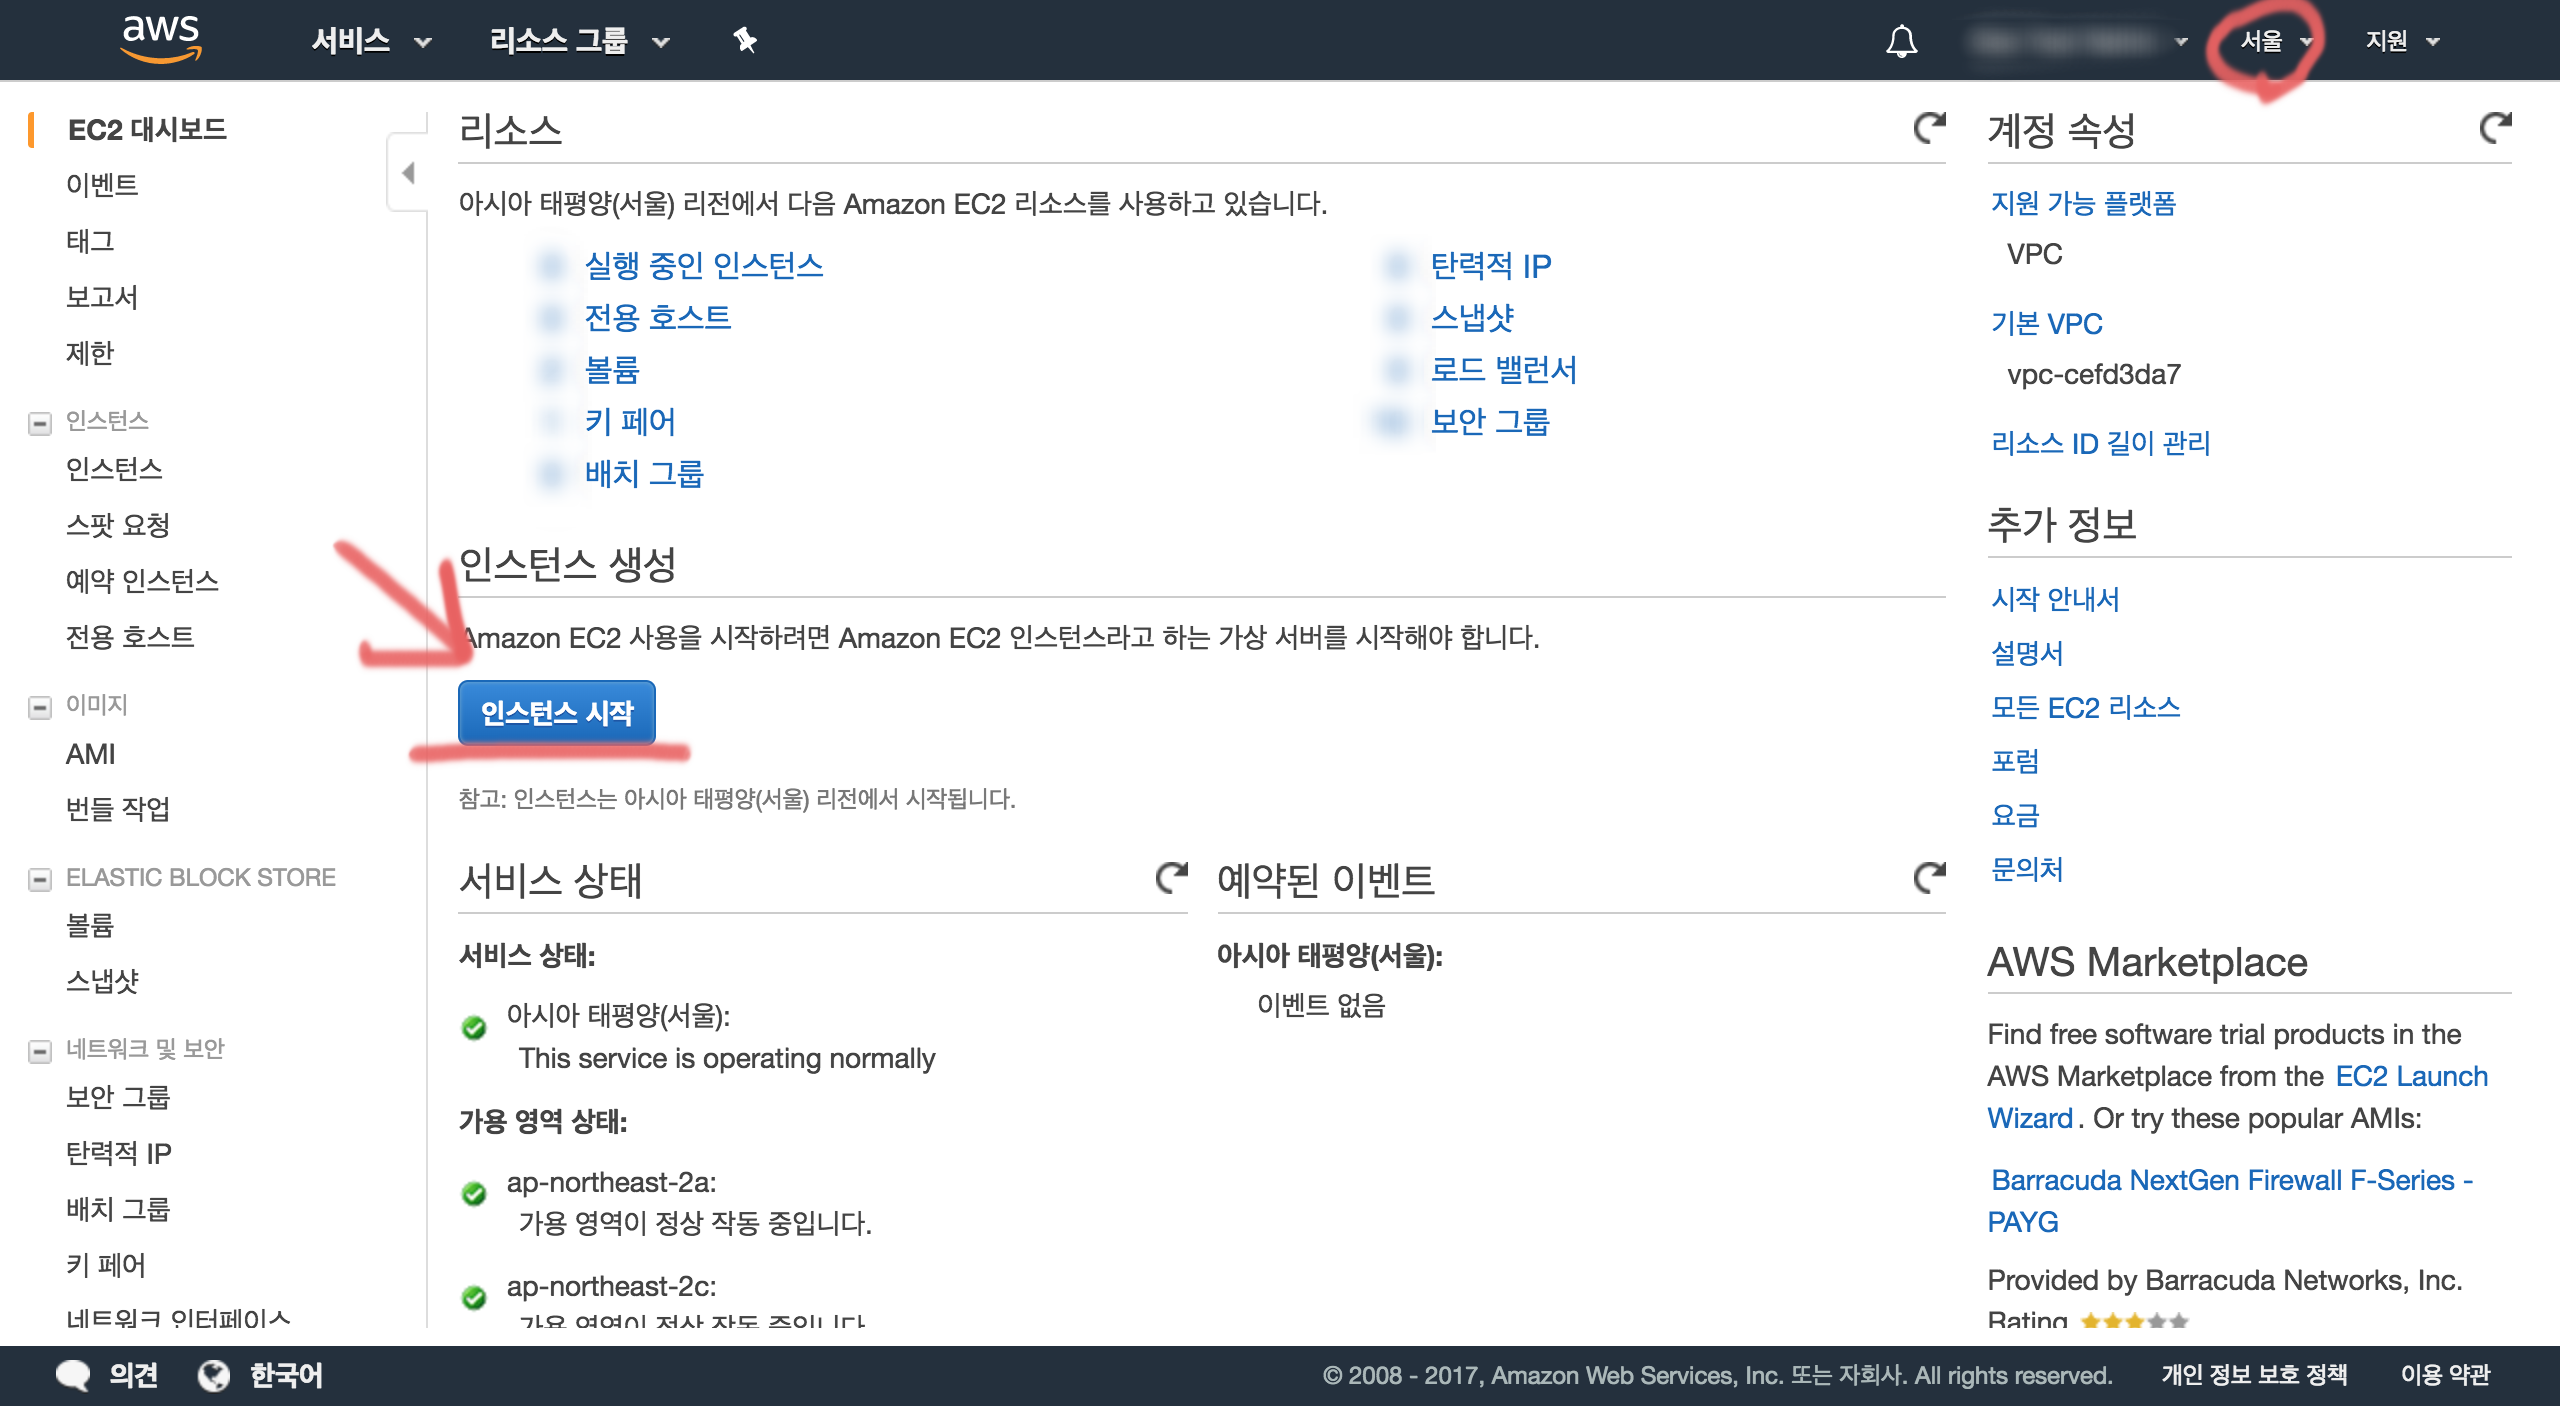 aws
서비스
리소스 그룹
서울
지원
EC2 대시보드
이벤트
태그
보고서
제한
인스턴스
인스턴스
스팟 요청
예약 인스턴스
전용 호스트
이미지
AMI
번들 작업
ELASTIC BLOCK STORE
볼륨
스냅샷
네트워크 및 보안
보안 그룹
탄력적 IP
배치 그룹
키 페어
네트워크 인터페이스
리소스
아시아 태평양(서울) 리전에서 다음 Amazon EC2 리소스를 사용하고 있습니다.
실행 중인 인스턴스
전용 호스트
볼륨
키 페어
배치 그룹
탄력적 IP
스냅샷
로드 밸런서
보안 그룹
인스턴스 생성
Amazon EC2 사용을 시작하려면 Amazon EC2 인스턴스라고 하는 가상 서버를 시작해야 합니다.
인스턴스 시작
참고: 인스턴스는 아시아 태평양(서울) 리전에서 시작됩니다.
서비스 상태
서비스 상태:
아시아 태평양(서울):
This service is operating normally
가용 영역 상태:
ap-northeast-2a:
가용 영역이 정상 작동 중입니다.
ap-northeast-2c:
가용 영역이 정상 작동 중입니다
예약된 이벤트
아시아 태평양(서울):
이벤트 없음
계정 속성
지원 가능 플랫폼
VPC
기본 VPC
vpc-cefd3da7
리소스 ID 길이 관리
추가 정보
시작 안내서
설명서
모든 EC2 리소스
포럼
요금
문의처
AWS Marketplace
Find free software trial products in the
AWS Marketplace from the EC2 Launch
Wizard. Or try these popular AMIs:
Barracuda NextGen Firewall F-Series -
PAYG
Provided by Barracuda Networks, Inc.
Rating
의견
한국어
© 2008 - 2017, Amazon Web Services, Inc. 또는 자회사. All rights reserved.
개인 정보 보호 정책
이용 약관